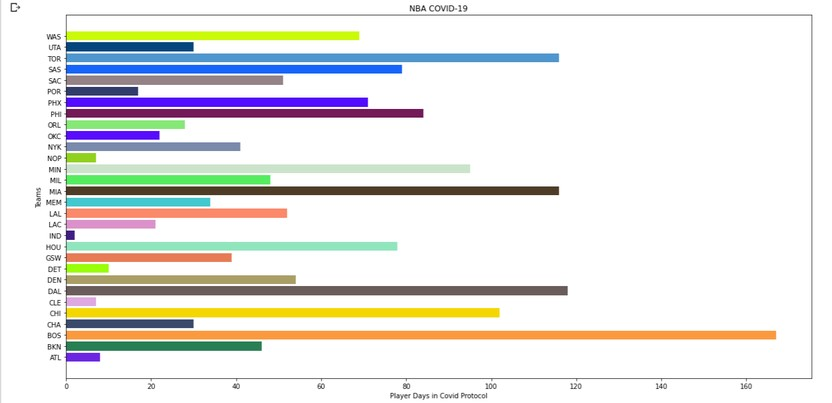 NBA COVID-19
WAS
UTA
TOR
SAS
SAC
POR
PHX
PHI
ORL
OKC
NYK
NOP
MIN
MIL
MIA
MEM
LAL
LAC
IND
HOU
GSW
DET
DEN
DAL
CLE
CHI
CHA
BOS
BKN
ATL
Teams
0 20 40 60 80 100 120 140 160
Player Days in Covid Protocol